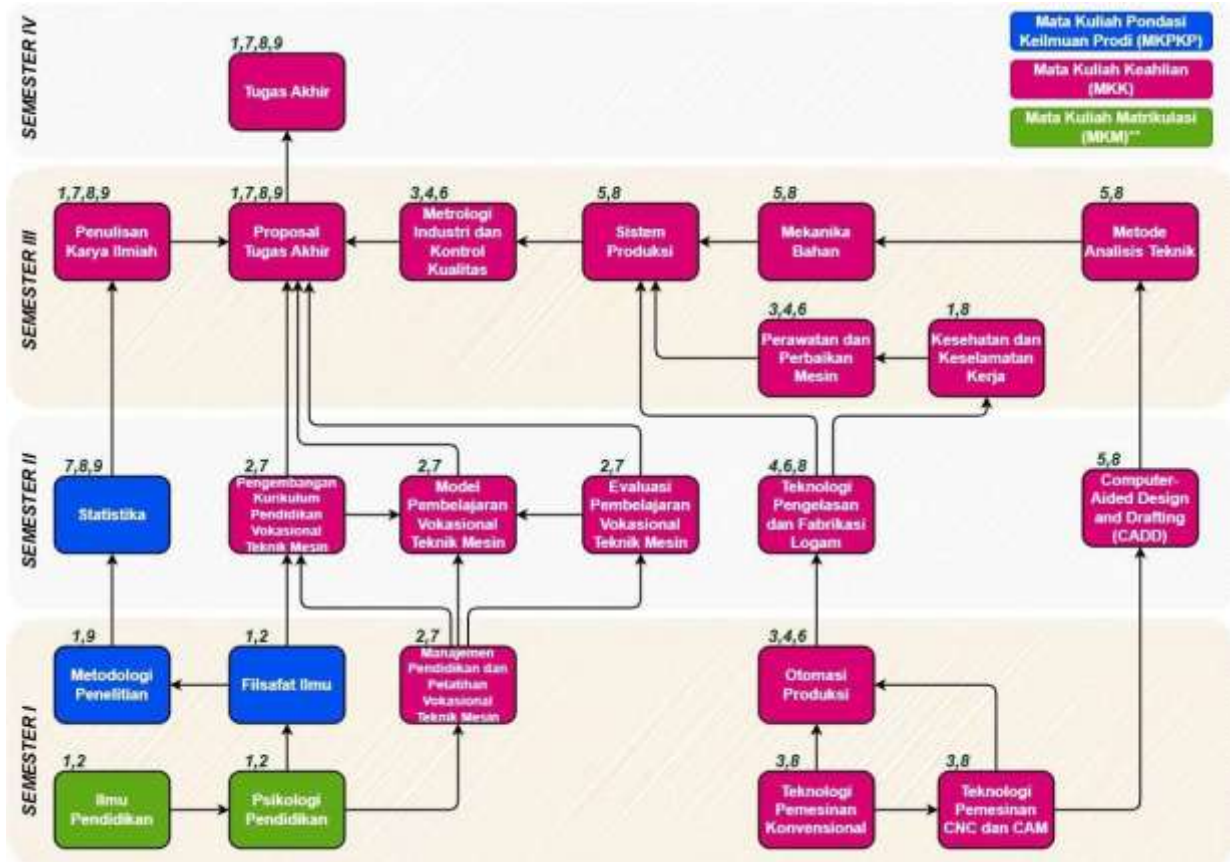 SEMESTER IV
1,7,8,9
Tugas Akhir
Mata Kuliah Pondasi
Keilmuan Prodi (MKPKP)
Mata Kuliah Keahlian
(MKK)
Mata Kuliah Matrikulasi
(MKM)**
SEMESTER III
1,7,8,9
Penulisan
Karya Ilmiah
1,7,8,9
Proposal
Tugas Akhir
3,4,6
Metrologi
Industri dan
Kontrol
Kualitas
5,8
Sistem
Produksi
5,8
Mekanika
Bahan
5,8
Metode
Analisis Teknik
3,4,6
Perawatan dan
Perbaikan
Mesin
1,8
Kesehatan dan
Keselamatan
Kerja
SEMESTER II
7,8,9
Statistika
2,7
Pengembangan
Kurikulum
Pendidikan
Vokasional
Teknik Mesin
2,7
Model
Pembelajaran
Vokasional
Teknik Mesin
2,7
Evaluasi
Pembelajaran
Vokasional
Teknik Mesin
4,6,8
Teknologi
Pengelasan
dan Fabrikasi
Logam
5,8
Computer-
Aided Design
and Drafting
(CADD)
SEMESTER I
1,9
Metodologi
Penelitian
1,2
Filsafat Ilmu
2,7
Manajemen
Pendidikan dan
Pelatihan
Vokasional
Teknik Mesin
3,4,6
Otomasi
Produksi
1,2
Ilmu
Pendidikan
1,2
Psikologi
Pendidikan
3,8
Teknologi
Pemesinan
Konvensional
3,8
Teknologi
Pemesinan
CNC dan CAM